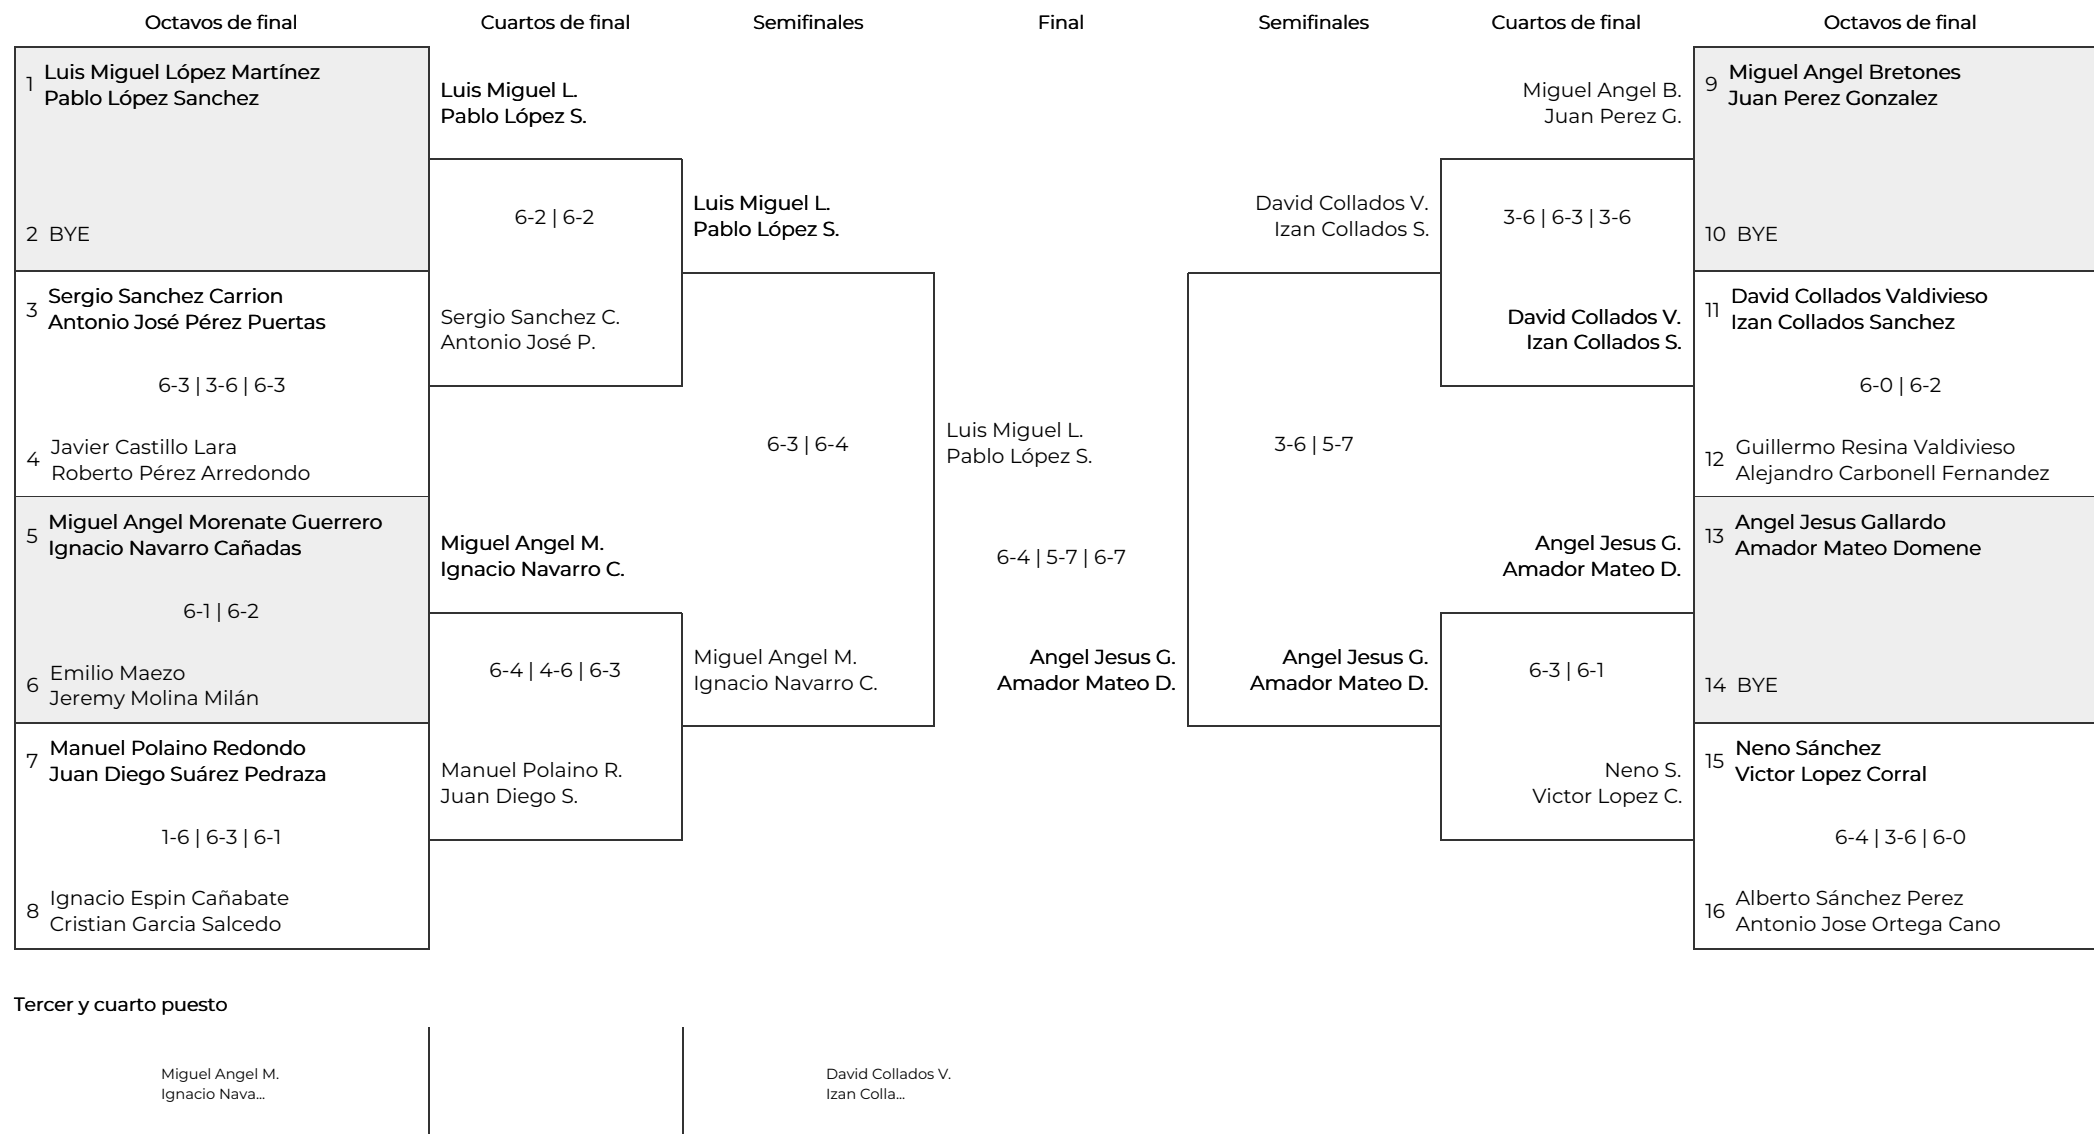 Octavos de final
Cuartos de final
Semifinales
Final
Semifinales
Cuartos de final
Octavos de final
1
Luis Miguel López Martínez
Pablo López Sanchez
2 BYE
3
Sergio Sanchez Carrion
Antonio José Pérez Puertas
6-3 | 3-6 | 6-3
4
Javier Castillo Lara
Roberto Pérez Arredondo
5
Miguel Angel Morenate Guerrero
Ignacio Navarro Cañadas
6-1 | 6-2
6
Emilio Maezo
Jeremy Molina Milán
7
Manuel Polaino Redondo
Juan Diego Suárez Pedraza
1-6 | 6-3 | 6-1
8
Ignacio Espin Cañabate
Cristian Garcia Salcedo
Luis Miguel L.
Pablo López S.
6-2 | 6-2
Sergio Sanchez C.
Antonio José P.
Miguel Angel M.
Ignacio Navarro C.
6-4 | 4-6 | 6-3
Manuel Polaino R.
Juan Diego S.
Luis Miguel L.
Pablo López S.
6-3 | 6-4
Miguel Angel M.
Ignacio Navarro C.
Luis Miguel L.
Pablo López S.
6-4 | 5-7 | 6-7
Angel Jesus G.
Amador Mateo D.
David Collados V.
Izan Collados S.
3-6 | 5-7
Angel Jesus G.
Amador Mateo D.
Miguel Angel B.
Juan Perez G.
3-6 | 6-3 | 3-6
David Collados V.
Izan Collados S.
Angel Jesus G.
Amador Mateo D.
6-3 | 6-1
Neno S.
Victor Lopez C.
9
Miguel Angel Bretones
Juan Perez Gonzalez
10 BYE
11
David Collados Valdivieso
Izan Collados Sanchez
6-0 | 6-2
12
Guillermo Resina Valdivieso
Alejandro Carbonell Fernandez
13
Angel Jesus Gallardo
Amador Mateo Domene
14 BYE
15
Neno Sánchez
Victor Lopez Corral
6-4 | 3-6 | 6-0
16
Alberto Sánchez Perez
Antonio Jose Ortega Cano
Tercer y cuarto puesto
Miguel Angel M.
Ignacio Nava...
David Collados V.
Izan Colla...